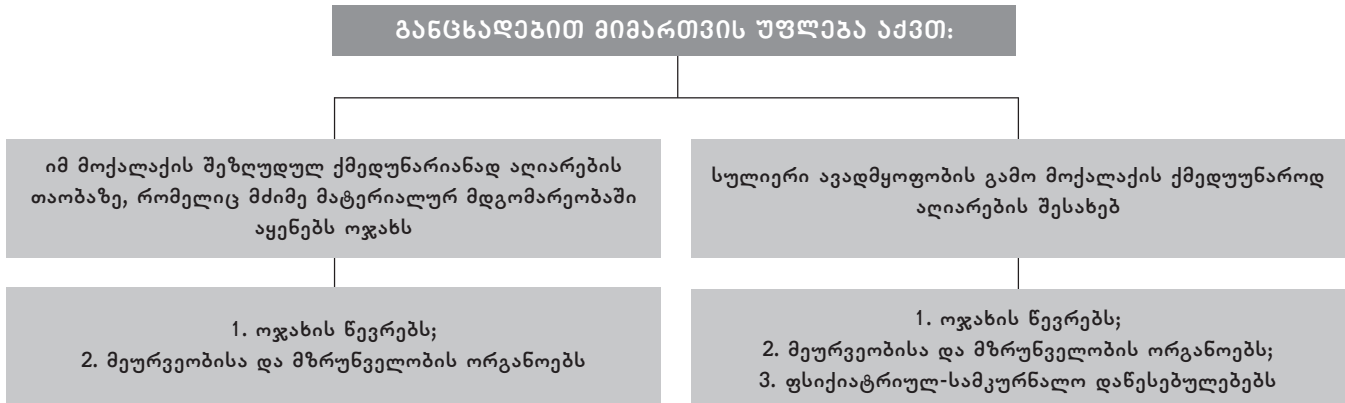 განცხადებით მიმართვის უფლება აქვთ:
იმ მოქალაქის შეზღუდულ ქმედუნარიანად აღიარების
თაობაზე, რომელიც მძიმე მატერიალურ მდგომარეობაში
აყენებს ოჯახს
1. ოჯახის წევრებს;
2. მეურვეობისა და მზრუნველობის ორგანოებს
სულიერი ავადმყოფობის გამო მოქალაქის ქმედუუნაროდ
აღიარების შესახებ
1. ოჯახის წევრებს;
2. მეურვეობისა და მზრუნველობის ორგანოებს;
3. ფსიქიატრიულ-სამკურნალო დაწესებულებებს